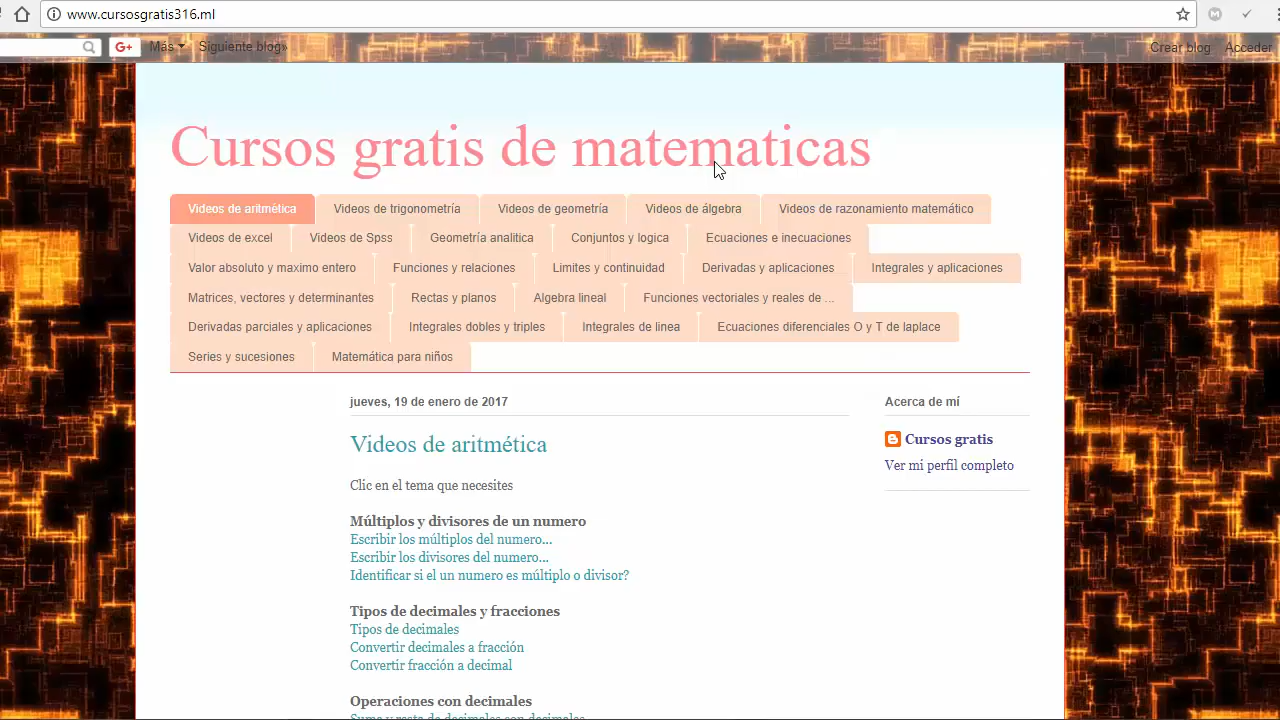 www.cursosgratis316.ml
G+ Más Siguiente blog» Crear blog Acceder
Cursos gratis de matematicas
Videos de aritmética Videos de trigonometría Videos de geometría Videos de álgebra Videos de razonamiento matemático
Videos de excel Videos de Spss Geometría analitica Conjuntos y logica Ecuaciones e inecuaciones
Valor absoluto y maximo entero Funciones y relaciones Limites y continuidad Derivadas y aplicaciones Integrales y aplicaciones
Matrices, vectores y determinantes Rectas y planos Algebra lineal Funciones vectoriales y reales de ...
Derivadas parciales y aplicaciones Integrales dobles y triples Integrales de linea Ecuaciones diferenciales O y T de laplace
Series y sucesiones Matemática para niños
jueves, 19 de enero de 2017
Videos de aritmética
Clic en el tema que necesites
Múltiplos y divisores de un numero
Escribir los múltiplos del numero...
Escribir los divisores del numero...
Identificar si el un numero es múltiplo o divisor?
Tipos de decimales y fracciones
Tipos de decimales
Convertir decimales a fracción
Convertir fracción a decimal
Operaciones con decimales
Suma y resta de decimales con decimales
Acerca de mí
Cursos gratis
Ver mi perfil completo